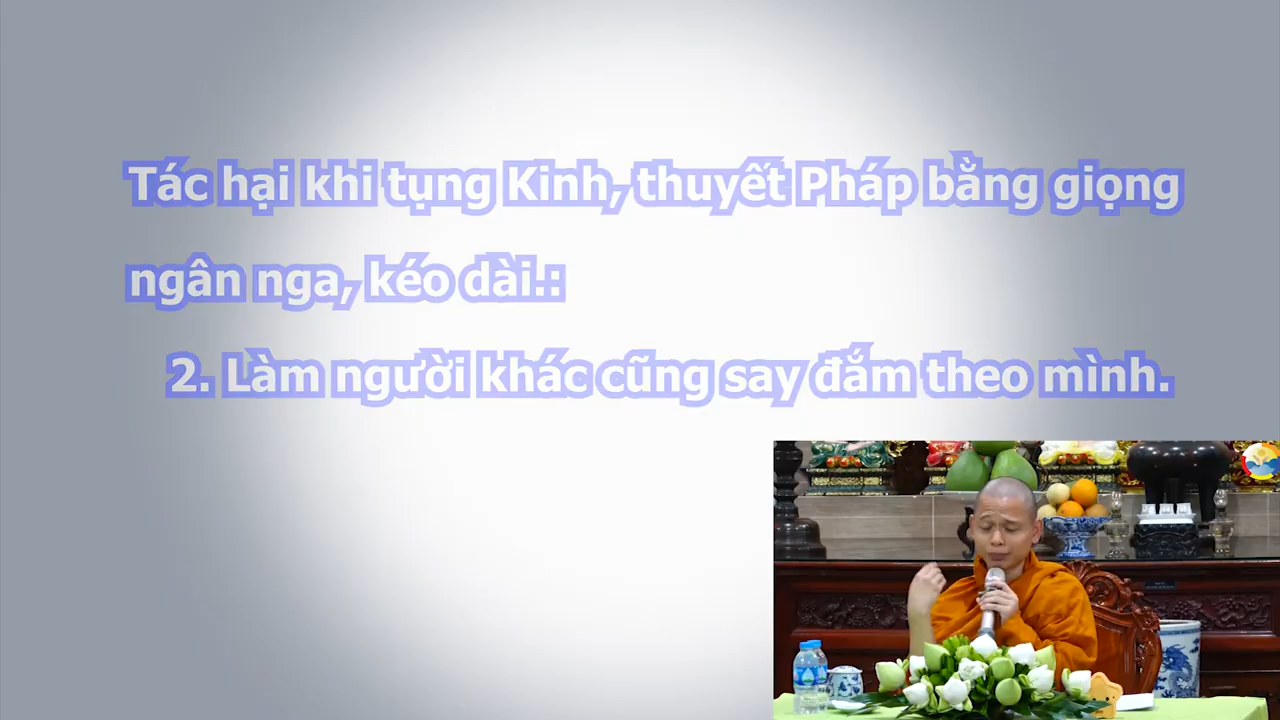 Tác hại khi tụng Kinh, thuyết Pháp bằng giọng
ngân nga, kéo dài.:
2. Làm người khác cũng say đắm theo mình.